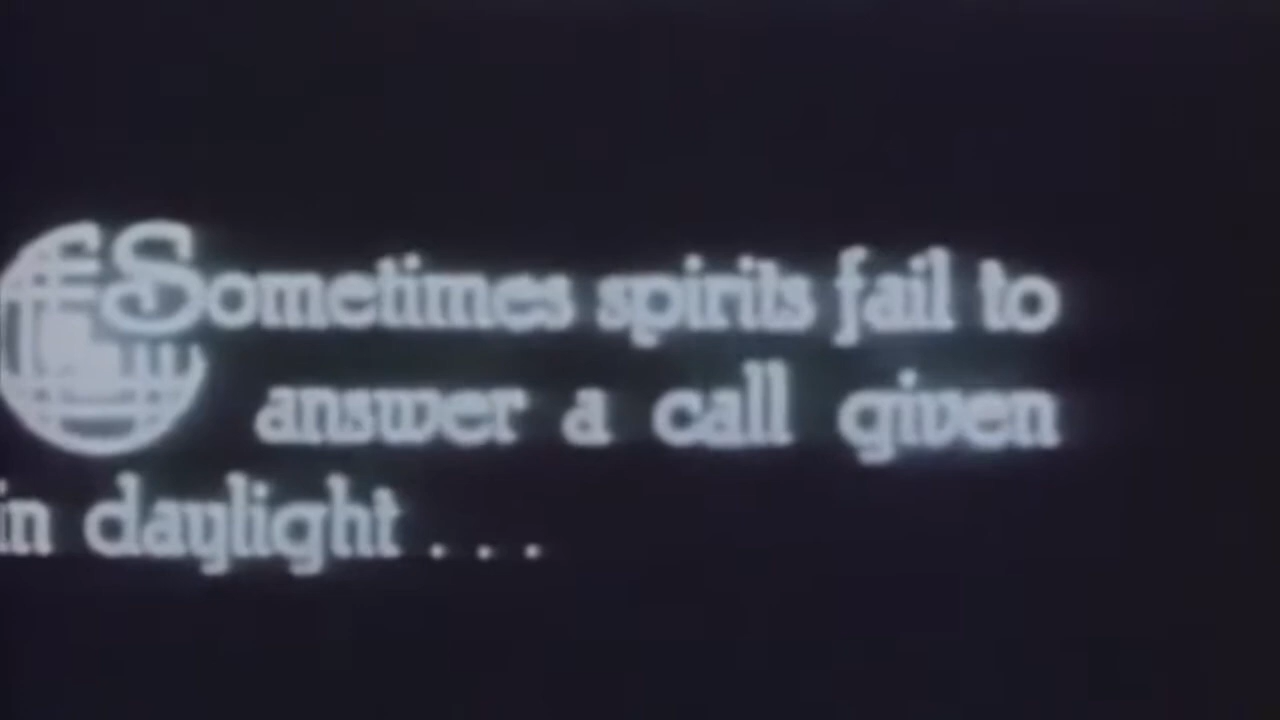 Sometimes spirits fail to
answer a call given
in daylight . . .